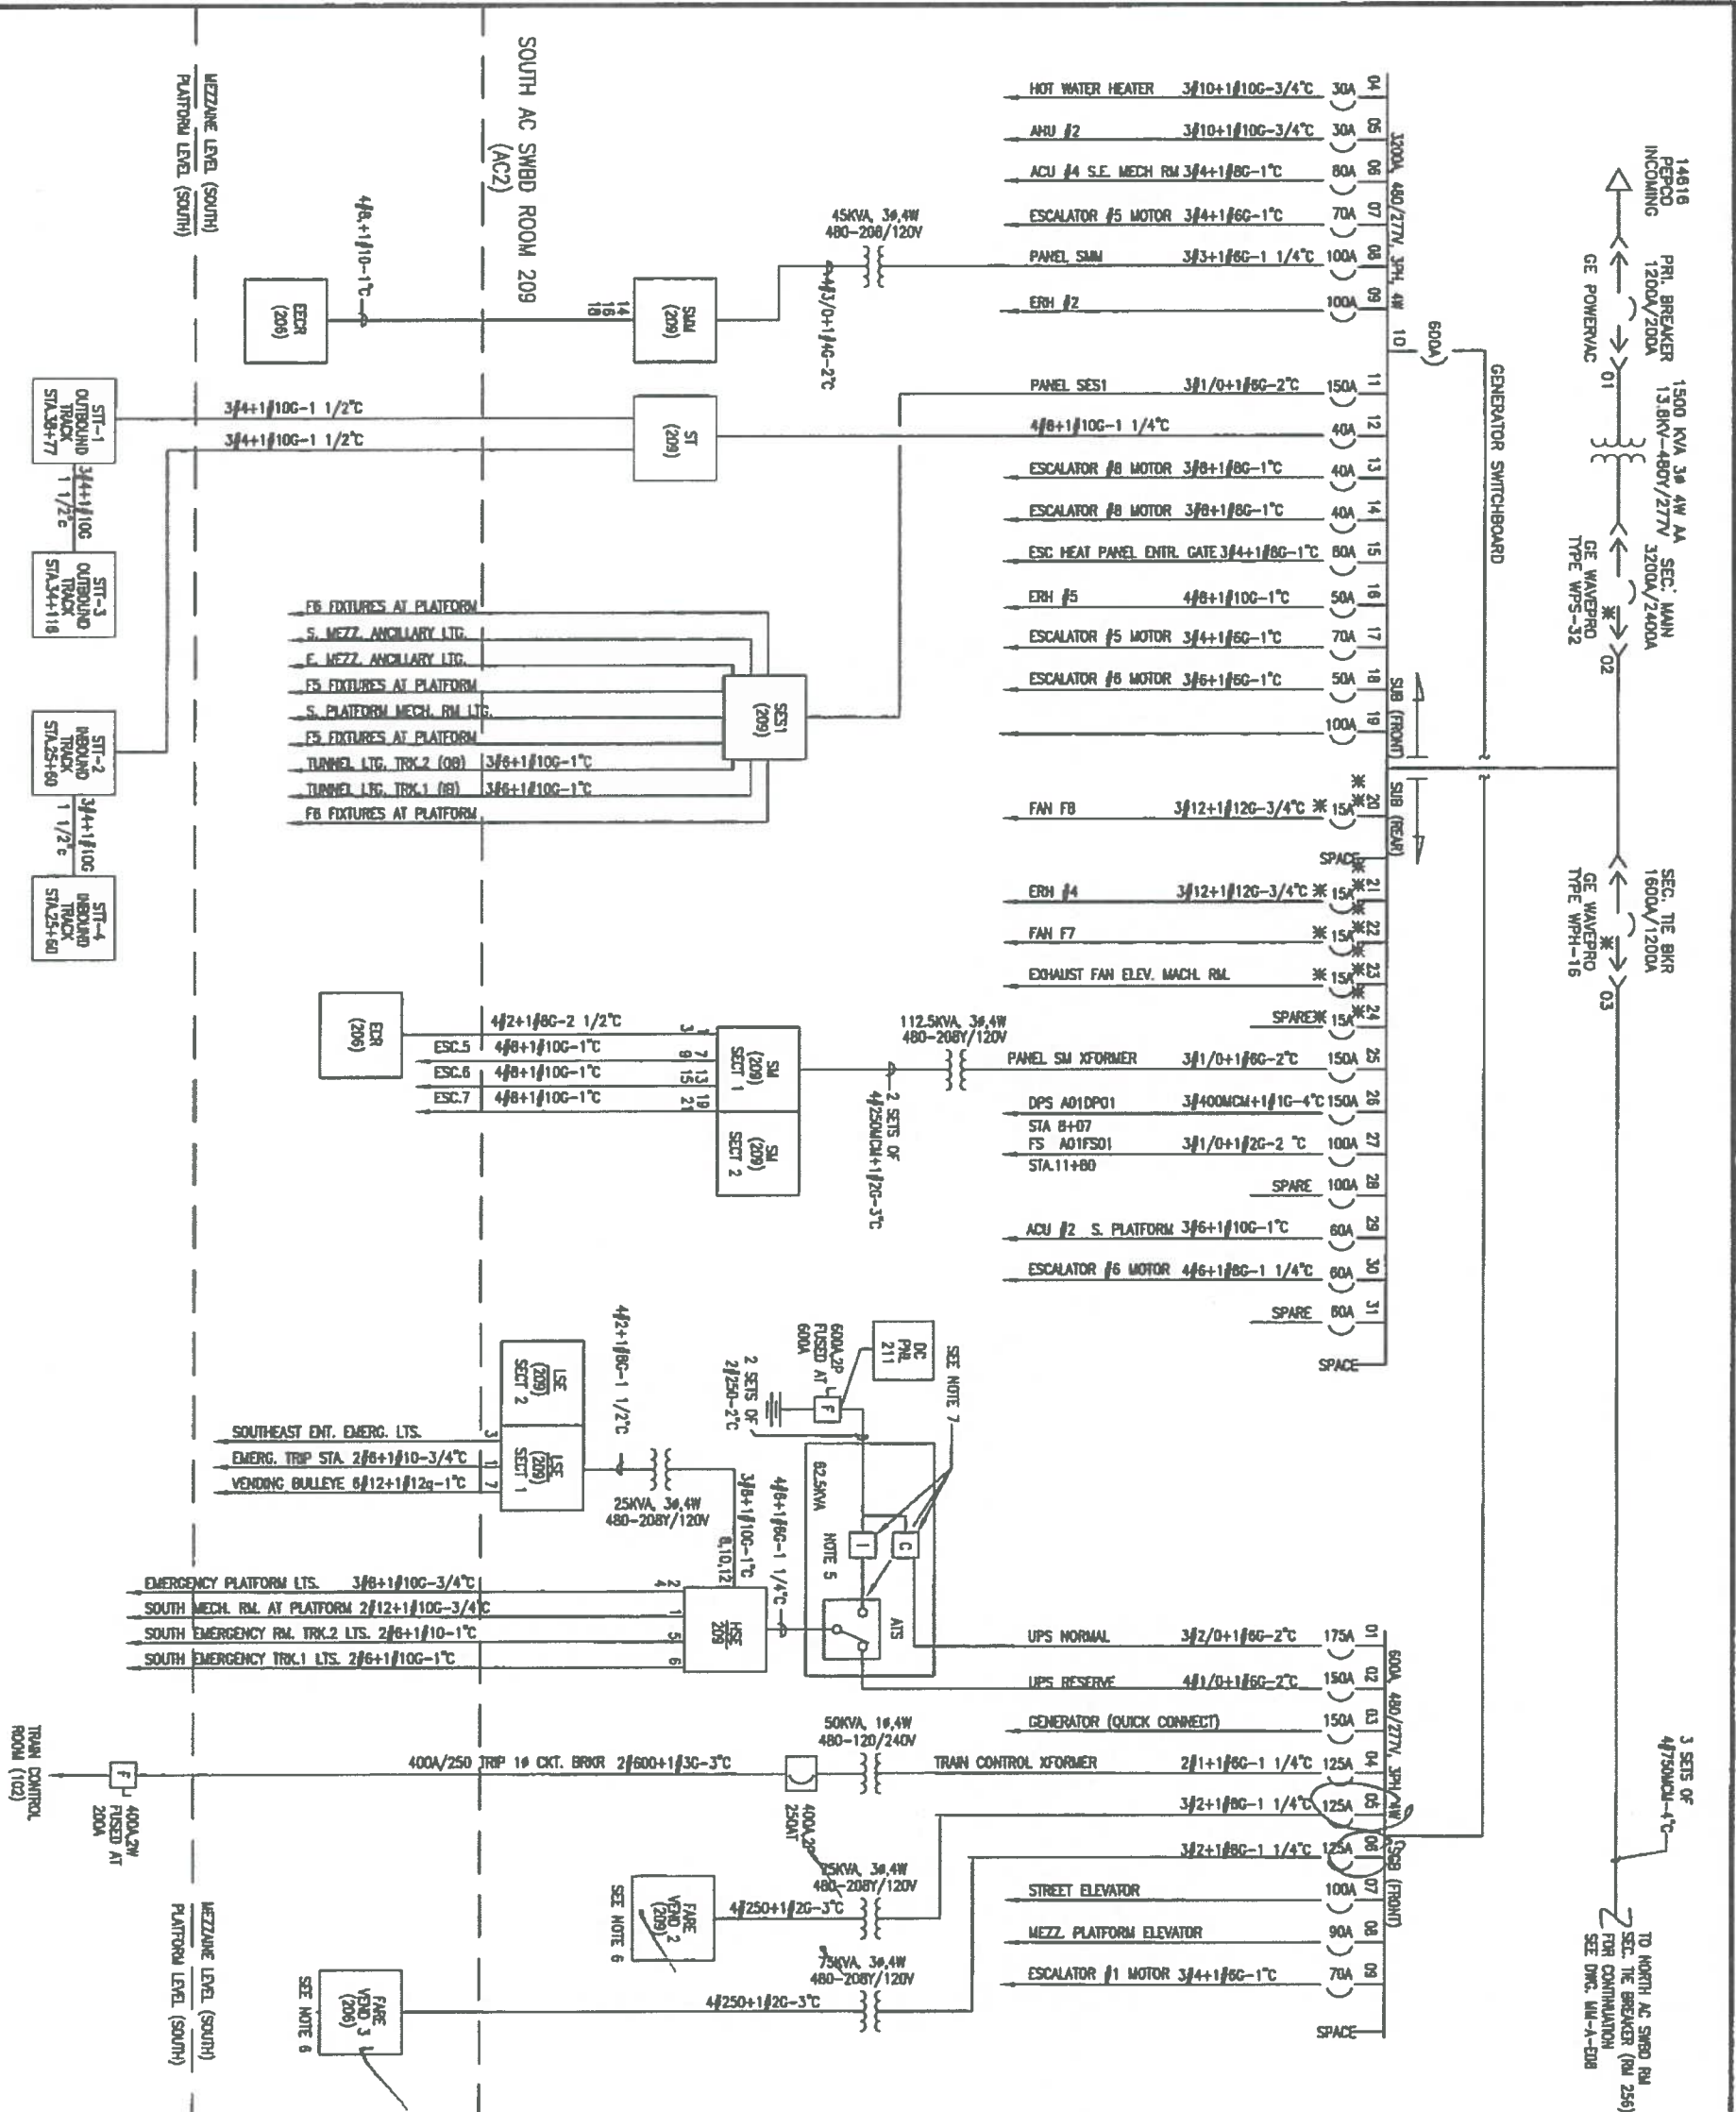 14616
PEPCO
INCOMING
PRI. BREAKER
1200A/200A
GE POWERVAC
01
1500 KVA 3ø 4W AA
13.8KV-480Y/277V
SEC. MAIN
3200A/2400A
GE WAVEPRO
TYPE WPS-32
02
SEC. TIE BKR
1600A/1200A
GE WAVEPRO
TYPE WPH-16
03
3 SETS OF
4#750MCM-4"C
TO NORTH AC SWBD RM
SEC. TIE BREAKER (RM 256)
FOR CONTINUATION
SEE DWG. MM-A-E08
GENERATOR SWITCHBOARD
3200A, 480/277V, 3PH, 4W
HOT WATER HEATER 3#10+1#10G-3/4"C 30A 04
AHU #2 3#10+1#10G-3/4"C 30A 05
ACU #4 S.E. MECH RM 3#4+1#8G-1"C 80A 06
ESCALATOR #5 MOTOR 3#4+1#6G-1"C 70A 07
PANEL SMM 3#3+1#6G-1 1/4"C 100A 08
ERH #2 100A 09
10 600A
PANEL SES1 3#1/0+1#6G-2"C 150A 11
4#8+1#10G-1 1/4"C 40A 12
ESCALATOR #8 MOTOR 3#8+1#8G-1"C 40A 13
ESCALATOR #8 MOTOR 3#8+1#8G-1"C 40A 14
ESC HEAT PANEL ENTR. GATE 3#4+1#8G-1"C 60A 15
ERH #5 4#8+1#10G-1"C 50A 16
ESCALATOR #5 MOTOR 3#4+1#6G-1"C 70A 17
ESCALATOR #6 MOTOR 3#6+1#6G-1"C 50A 18
100A 19
SUB (FRONT)
SUB (REAR)
FAN F8 3#12+1#12G-3/4"C * 15A 20
SPACE
ERH #4 3#12+1#12G-3/4"C * 15A 21
FAN F7 * 15A 22
EXHAUST FAN ELEV. MACH. RM. * 15A 23
SPARE * 15A 24
PANEL SM XFORMER 3#1/0+1#6G-2"C 150A 25
DPS A01DP01 3#400MCM+1#1G-4"C 150A 26
STA 8+07
FS A01FS01 3#1/0+1#2G-2 "C 100A 27
STA.11+80
SPARE 100A 28
ACU #2 S. PLATFORM 3#6+1#10G-1"C 60A 29
ESCALATOR #6 MOTOR 4#6+1#8G-1 1/4"C 60A 30
SPARE 60A 31
SPACE
45KVA, 3ø,4W
480-208/120V
4#3/0+1#4G-2"C
SMM
(209)
14
16
18
4#8,+1#10-1"C
EECR
(206)
SOUTH AC SWBD ROOM 209
(AC2)
MEZZAINE LEVEL (SOUTH)
PLATFORM LEVEL (SOUTH)
ST
(209)
3#4+1#10G-1 1/2"C
3#4+1#10G-1 1/2"C
STT-1
OUTBOUND
TRACK
STA.38+77
3#4+1#10G
1 1/2"c
STT-3
OUTBOUND
TRACK
STA.34+116
STT-2
INBOUND
TRACK
STA.25+60
3#4+1#10G
1 1/2"c
STT-4
INBOUND
TRACK
STA.25+60
SES1
(209)
F6 FIXTURES AT PLATFORM
S. MEZZ. ANCILLARY LTG.
E. MEZZ. ANCILLARY LTG.
F5 FIXTURES AT PLATFORM
S. PLATFORM MECH. RM LTG.
F5 FIXTURES AT PLATFORM
TUNNEL LTG. TRK.2 (OB) 3#6+1#10G-1"C
TUNNEL LTG. TRK.1 (IB) 3#6+1#10G-1"C
F6 FIXTURES AT PLATFORM
112.5KVA, 3ø,4W
480-208Y/120V
2 SETS OF
4#250MCM+1#2G-3"C
SM
(209)
SECT 1
SM
(209)
SECT 2
1
3
7
9
13
15
19
21
ECR
(206)
4#2+1#8G-2 1/2"C
ESC.5 4#8+1#10G-1"C
ESC.6 4#8+1#10G-1"C
ESC.7 4#8+1#10G-1"C
SEE NOTE 7
DC
PNL
211
600A,2P
FUSED AT
600A
F
2 SETS OF
2#250-2"C
62.5KVA
NOTE 5
I
C
ATS
4#6+1#6G-1 1/4"C
3#8+1#10G-1"C
8,10,12
25KVA, 3ø,4W
480-208Y/120V
4#2+1#8G-1 1/2"C
LSE
(209)
SECT 2
LSE
(209)
SECT 1
3
11
7
SOUTHEAST ENT. EMERG. LTS.
EMERG. TRIP STA. 2#6+1#10-3/4"C
VENDING BULLEYE 6#12+1#12g-1"C
HSE
209
2
4
1
5
6
EMERGENCY PLATFORM LTS. 3#8+1#10G-3/4"C
SOUTH MECH. RM. AT PLATFORM 2#12+1#10G-3/4"C
SOUTH EMERGENCY RM. TRK.2 LTS. 2#6+1#10-1"C
SOUTH EMERGENCY TRK.1 LTS. 2#6+1#10G-1"C
600A, 480/277V, 3PH/4W
SGB (FRONT)
UPS NORMAL 3#2/0+1#6G-2"C 175A 01
UPS RESERVE 4#1/0+1#6G-2"C 150A 02
GENERATOR (QUICK CONNECT) 150A 03
TRAIN CONTROL XFORMER 2#1+1#6G-1 1/4"C 125A 04
3#2+1#8G-1 1/4"C 125A 05
3#2+1#8G-1 1/4"C 125A 06
STREET ELEVATOR 100A 07
MEZZ. PLATFORM ELEVATOR 90A 08
ESCALATOR #1 MOTOR 3#4+1#6G-1"C 70A 09
SPACE
50KVA, 1ø,4W
480-120/240V
400A,2P
250AT
400A/250 TRIP 1ø CKT. BRKR 2#600+1#3G-3"C
F
400A,2W
FUSED AT
200A
TRAIN CONTROL
ROOM (102)
75KVA, 3ø,4W
480-208Y/120V
4#250+1#2G-3"C
FARE
VEND 2
(209)
SEE NOTE 6
75KVA, 3ø,4W
480-208Y/120V
4#250+1#2G-3"C
FARE
VEND 3
(206)
SEE NOTE 6
MEZZAINE LEVEL (SOUTH)
PLATFORM LEVEL (SOUTH)